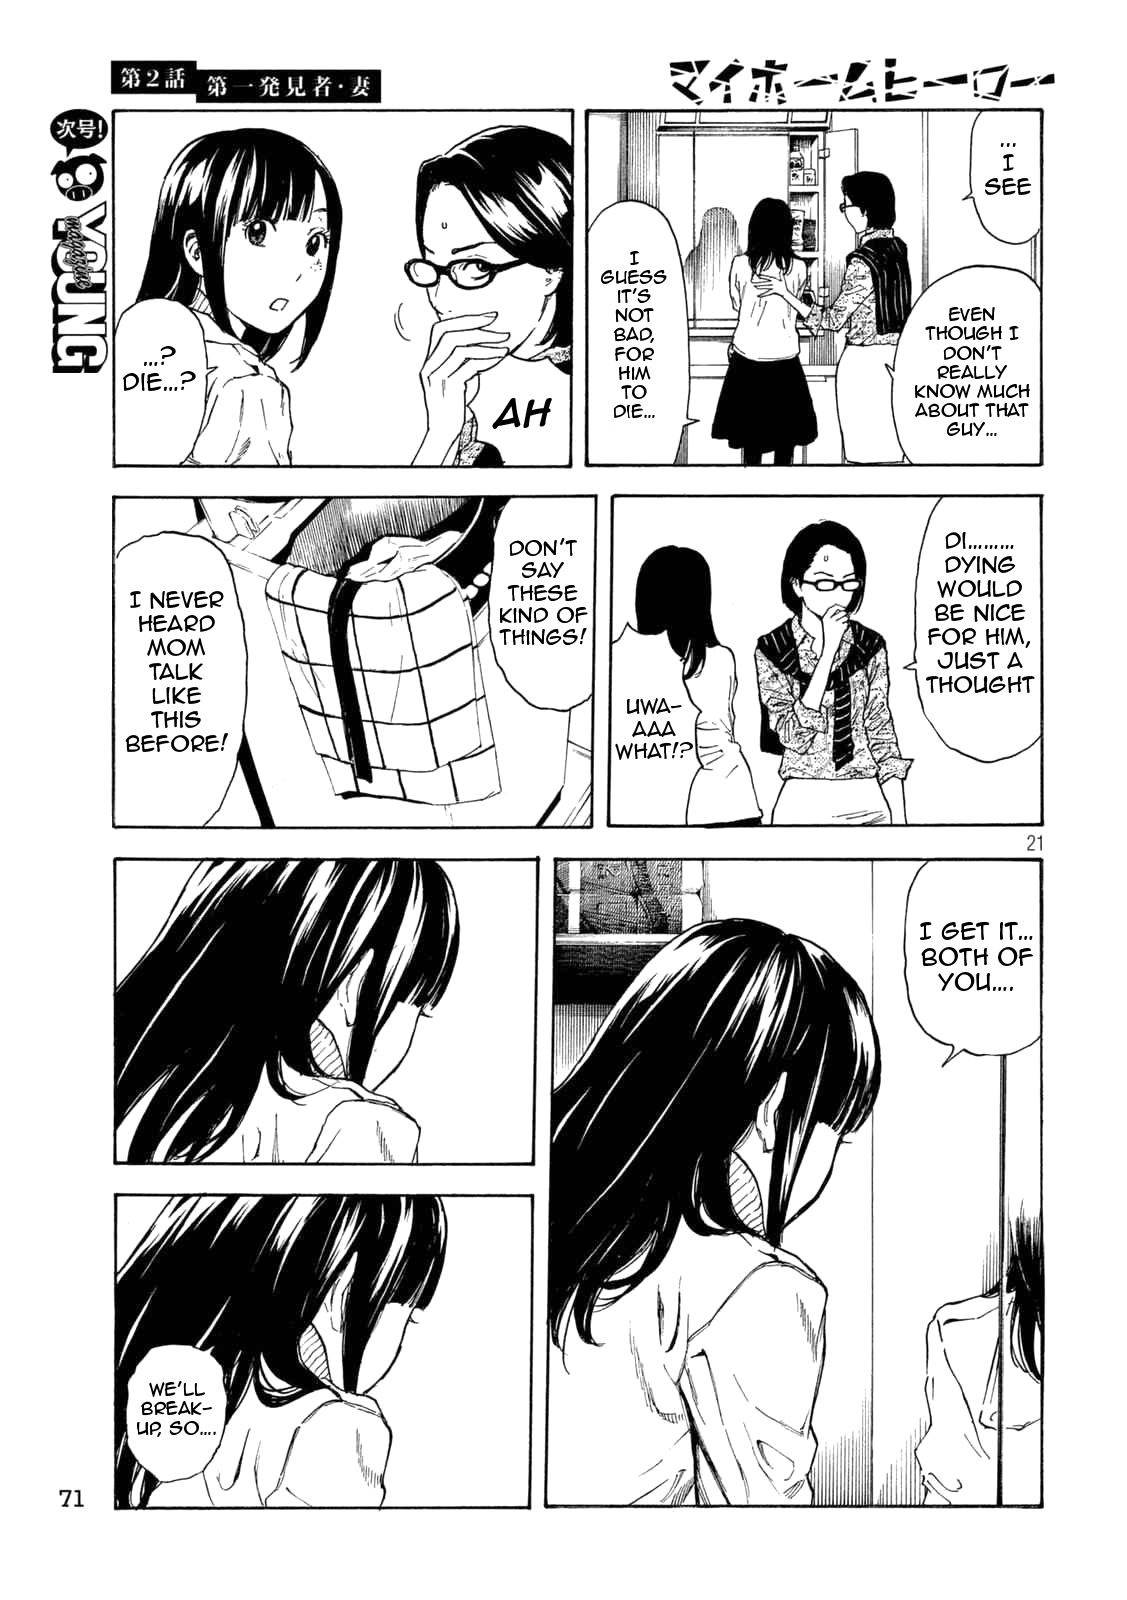 第2話
第一発見者・妻
マイホームヒーロー
次号!
YOUNG
magazine
...
I
SEE
EVEN
THOUGH I
DON'T
REALLY
KNOW MUCH
ABOUT THAT
GUY...
I
GUESS
IT'S
NOT
BAD,
FOR
HIM
TO
DIE...
AH
...?
DIE...?
DI.........
DYING
WOULD
BE NICE
FOR HIM,
JUST A
THOUGHT
UWA-
AAA
WHAT!?
DON'T
SAY
THESE
KIND OF
THINGS!
I NEVER
HEARD
MOM
TALK
LIKE
THIS
BEFORE!
21
I GET IT...
BOTH OF
YOU....
WE'LL
BREAK-
UP, SO....
71